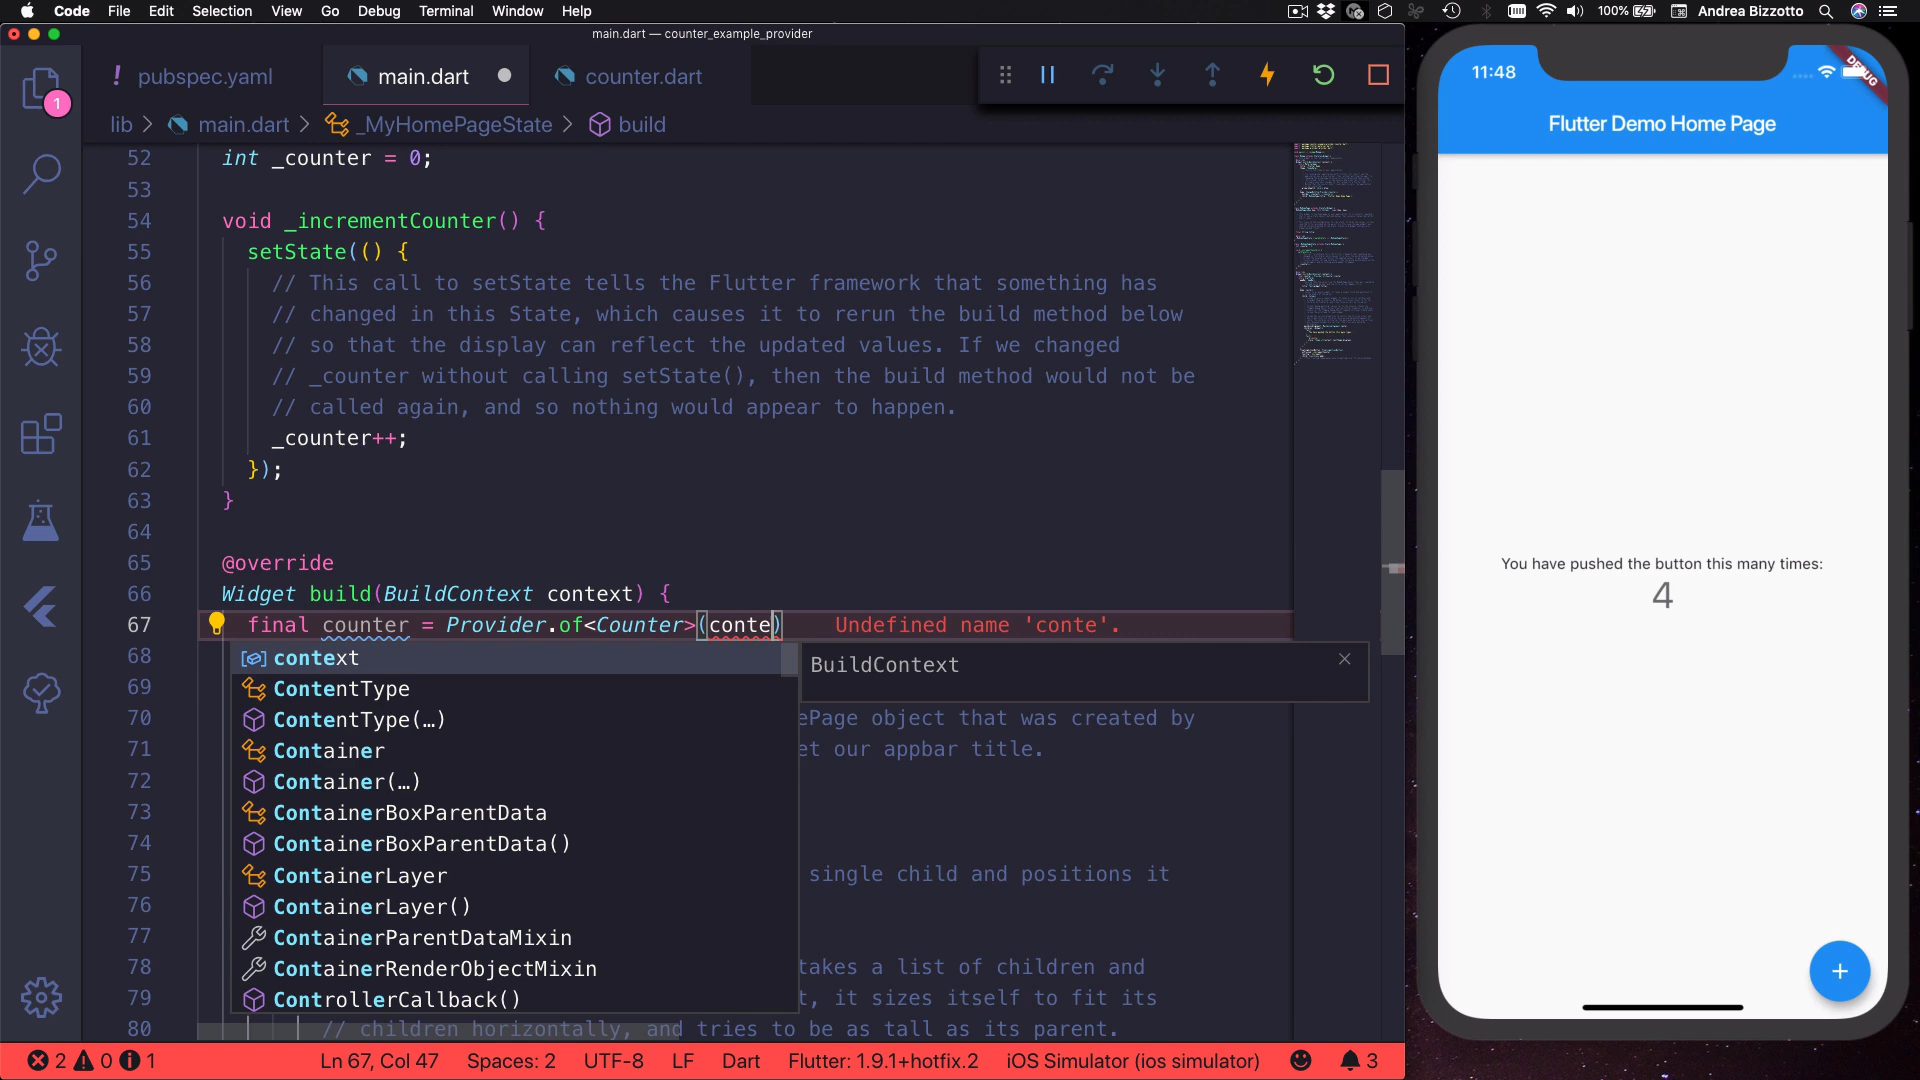 Code File Edit Selection View Go Debug Terminal Window Help 100% Andrea Bizzotto
main.dart — counter_example_provider
! pubspec.yaml main.dart counter.dart
1
lib > main.dart > _MyHomePageState > build
52 int _counter = 0;
53
54 void _incrementCounter() {
55 setState(() {
56 // This call to setState tells the Flutter framework that something has
57 // changed in this State, which causes it to rerun the build method below
58 // so that the display can reflect the updated values. If we changed
59 // _counter without calling setState(), then the build method would not be
60 // called again, and so nothing would appear to happen.
61 _counter++;
62 });
63 }
64
65 @override
66 Widget build(BuildContext context) {
67 final counter = Provider.of<Counter>(conte) Undefined name 'conte'.
68 context
BuildContext
69 ContentType
70 ContentType(…) ePage object that was created by
71 Container et our appbar title.
72 Container(…)
73 ContainerBoxParentData
74 ContainerBoxParentData()
75 ContainerLayer single child and positions it
76 ContainerLayer()
77 ContainerParentDataMixin
78 ContainerRenderObjectMixin takes a list of children and
79 ControllerCallback() t, it sizes itself to fit its
80 // children horizontally, and tries to be as tall as its parent.
2 0 1 Ln 67, Col 47 Spaces: 2 UTF-8 LF Dart Flutter: 1.9.1+hotfix.2 iOS Simulator (ios simulator) 3
11:48
DEBUG
Flutter Demo Home Page
You have pushed the button this many times:
4
+